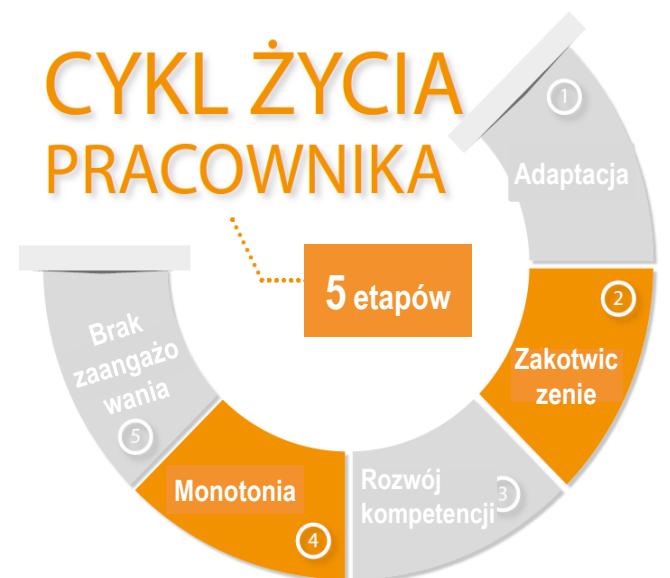 CYKL ŻYCIA
PRACOWNIKA
5 etapów
1
Adaptacja
2
Zakotwic
zenie
Rozwój
3
kompetencji
Monotonia
4
Brak
zaangażo
wania
5